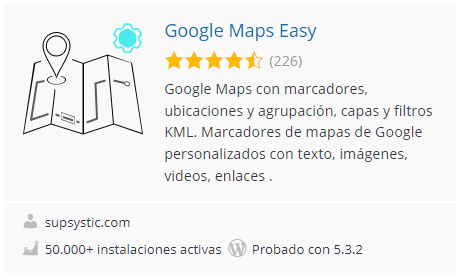 Google Maps Easy
(226)
Google Maps con marcadores,
ubicaciones y agrupación, capas y filtros
KML. Marcadores de mapas de Google
personalizados con texto, imágenes,
videos, enlaces .
supsystic.com
50.000+ instalaciones activas Probado con 5.3.2